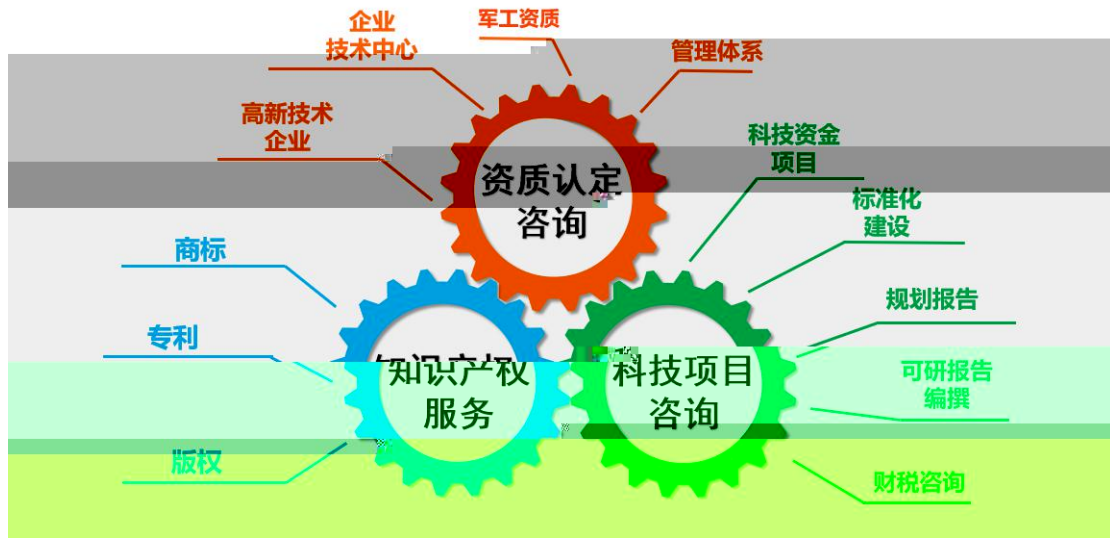 企业
技术中心
军工资质
管理体系
高新技术
企业
资质认定
咨询
科技资金
项目
标准化
建设
规划报告
可研报告
编撰
财税咨询
商标
专利
版权
知识产权
服务
科技项目
咨询